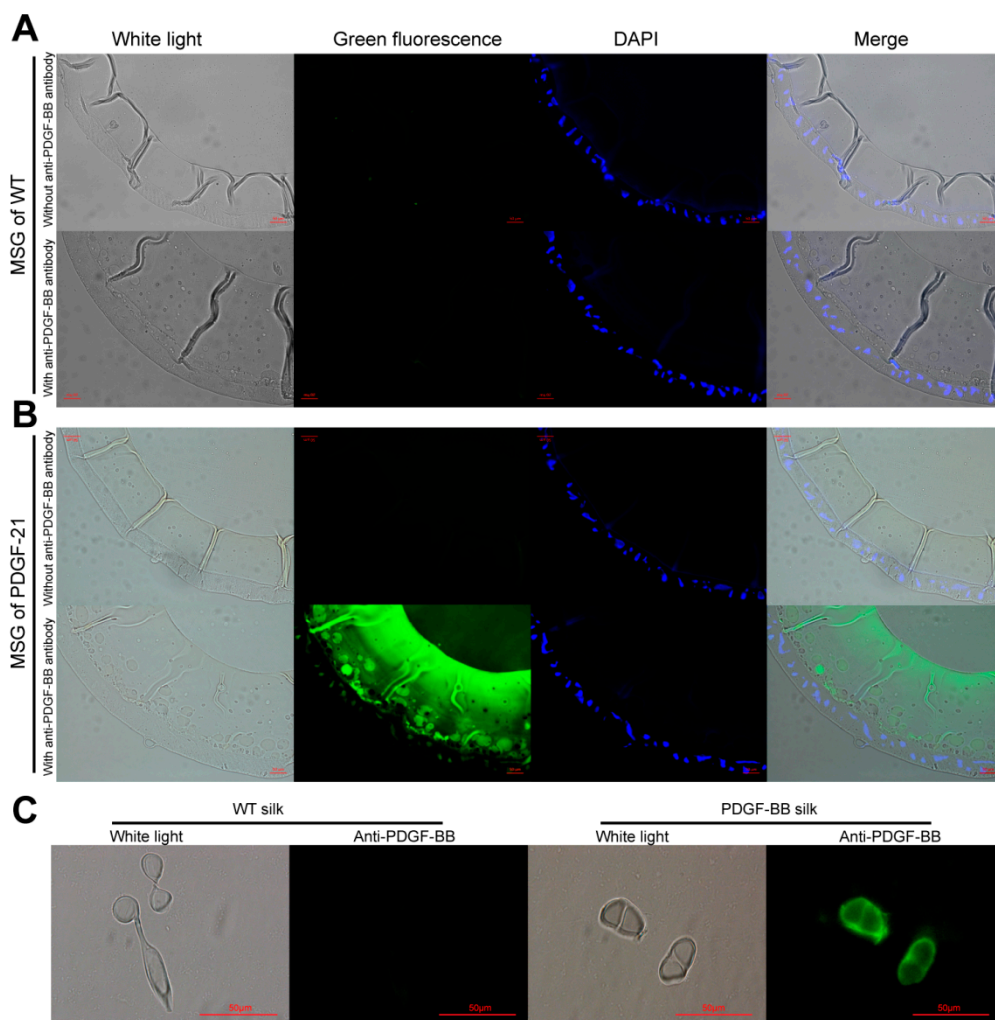 A
White light
Green fluorescence
DAPI
Merge
MSG of WT
Without anti-PDGF-BB antibody
With anti-PDGF-BB antibody
B
MSG of PDGF-21
Without anti-PDGF-BB antibody
With anti-PDGF-BB antibody
C
WT silk
PDGF-BB silk
White light
Anti-PDGF-BB
White light
Anti-PDGF-BB
50μm
50μm
50μm
50μm